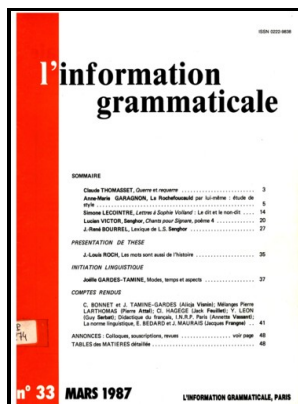 ISSN 0222-9838
l'information
grammaticale
SOMMAIRE
Claude THOMASSET, Querre et requerre 3
Anne-Marie GARAGNON, La Rochefoucauld par lui-même : étude de
style 5
Simone LECOINTRE, Lettres à Sophie Volland : Le dit et le non-dit 14
Lucien VICTOR, Senghor, Chants pour Signare, poème 4 20
J.-René BOURREL, Lexique de L.S. Senghor 27
PRESENTATION DE THESE
J.-Louis ROCH, Les mots sont aussi de l'histoire 35
INITIATION LINGUISTIQUE
Joëlle GARDES-TAMINE, Modes, temps et aspects 37
COMPTES RENDUS
C. BONNET et J. TAMINE-GARDES (Alicja Vienin); Mélanges Pierre
LARTHOMAS (Pierre Attal); Cl. HAGEGE (Jack Feuillet); Y. LEON
(Guy Serbat); Didactique du français, I.N.R.P. Paris (Annette Vassant);
La norme linguistique, E. BEDARD et J. MAURAIS (Jacques Frangne) 41
ANNONCES : Colloques, souscriptions, revues voir page 48
TABLES des MATIERES détaillée 48
n° 33 MARS 1987
L'INFORMATION GRAMMATICALE, PARIS